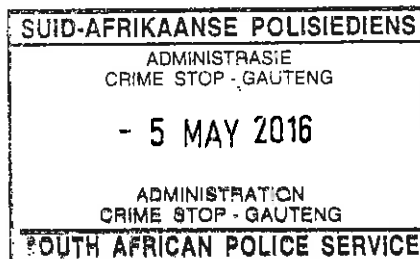 SUID-AFRIKAANSE POLISIEDIENS
ADMINISTRASIE
CRIME STOP - GAUTENG
- 5 MAY 2016
ADMINISTRATION
CRIME STOP - GAUTENG
SOUTH AFRICAN POLICE SERVICE